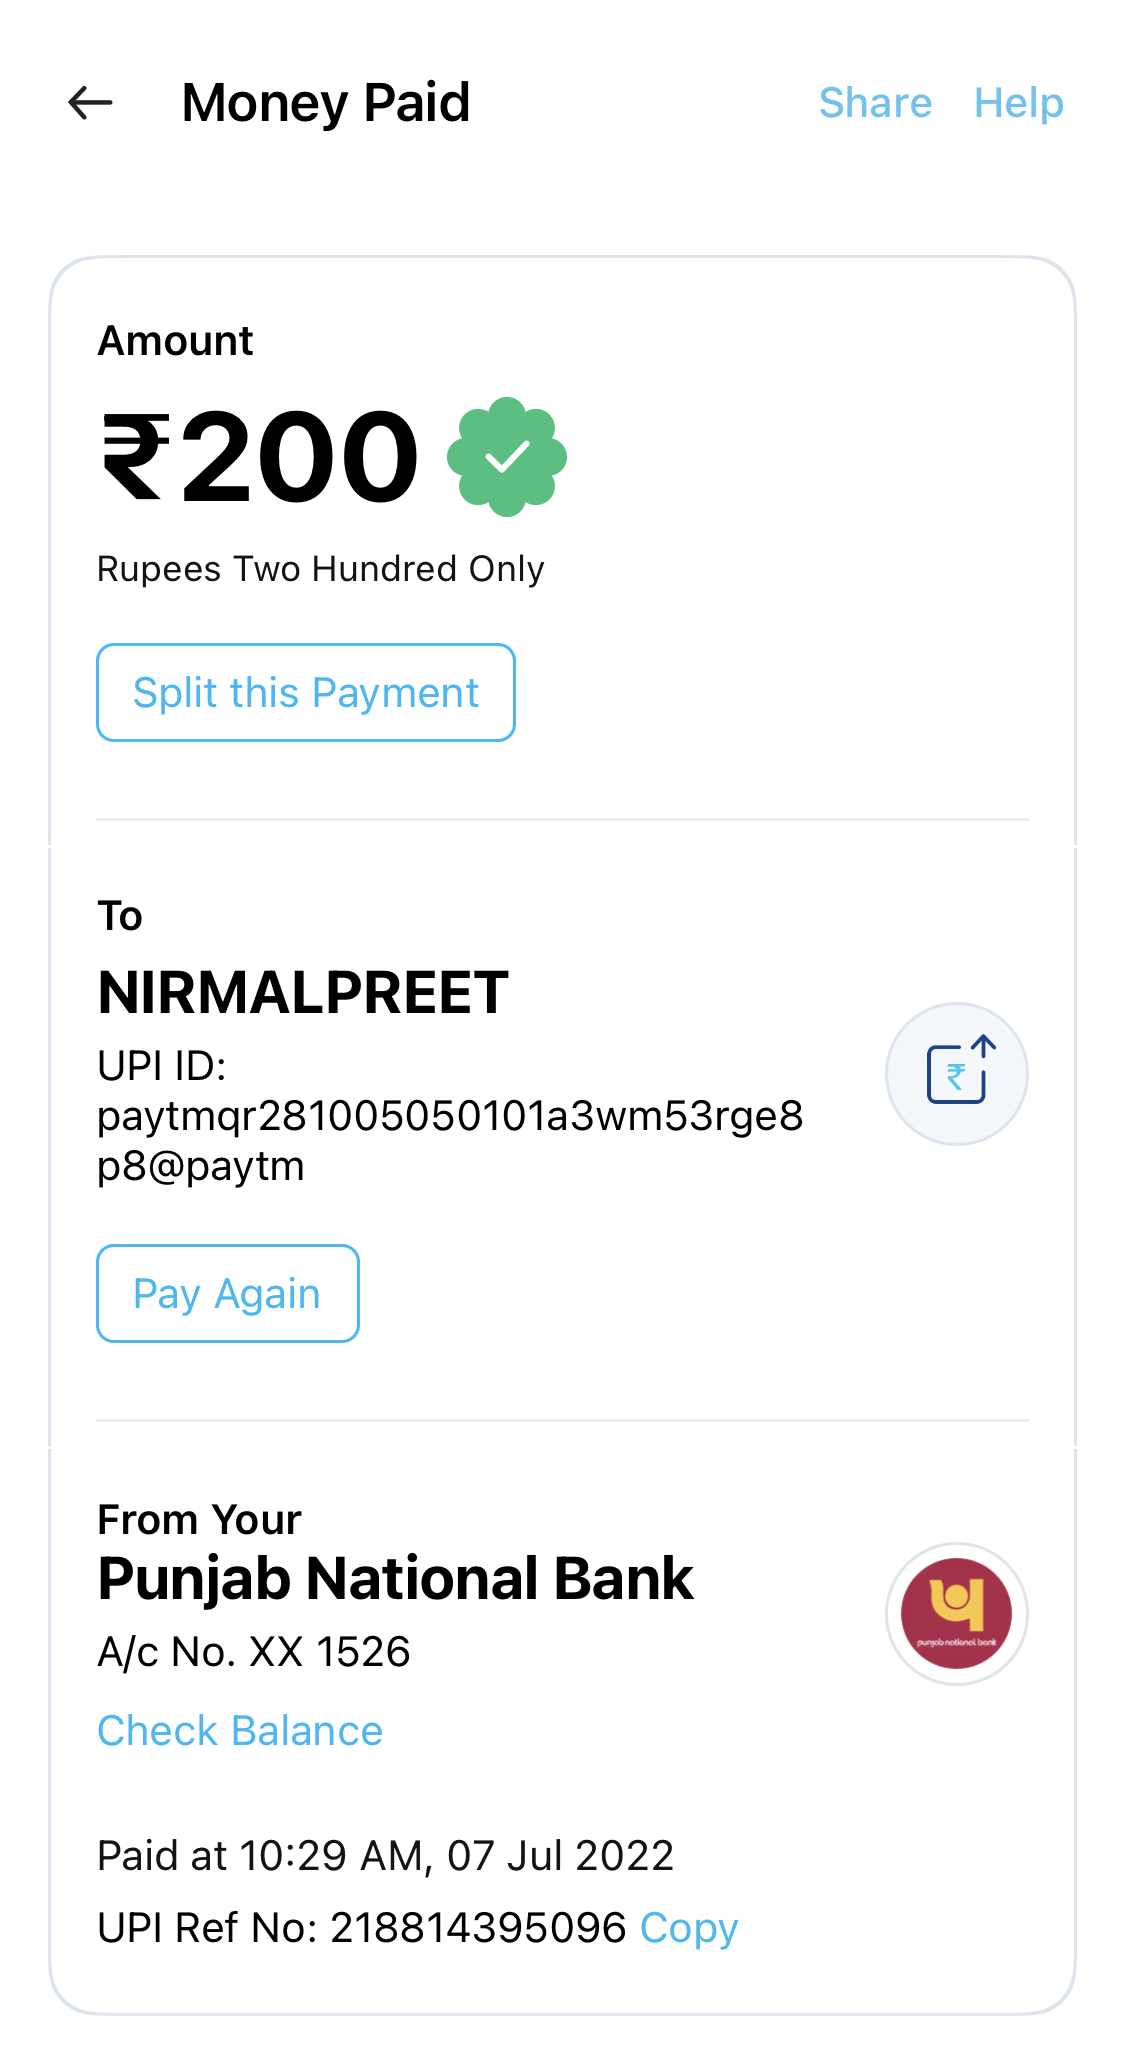 Money Paid
Share Help
Amount
₹200
Rupees Two Hundred Only
Split this Payment
To
NIRMALPREET
UPI ID:
paytmqr281005050101a3wm53rge8
p8@paytm
₹
Pay Again
From Your
Punjab National Bank
punjab national bank
A/c No. XX 1526
Check Balance
Paid at 10:29 AM, 07 Jul 2022
UPI Ref No: 218814395096 Copy